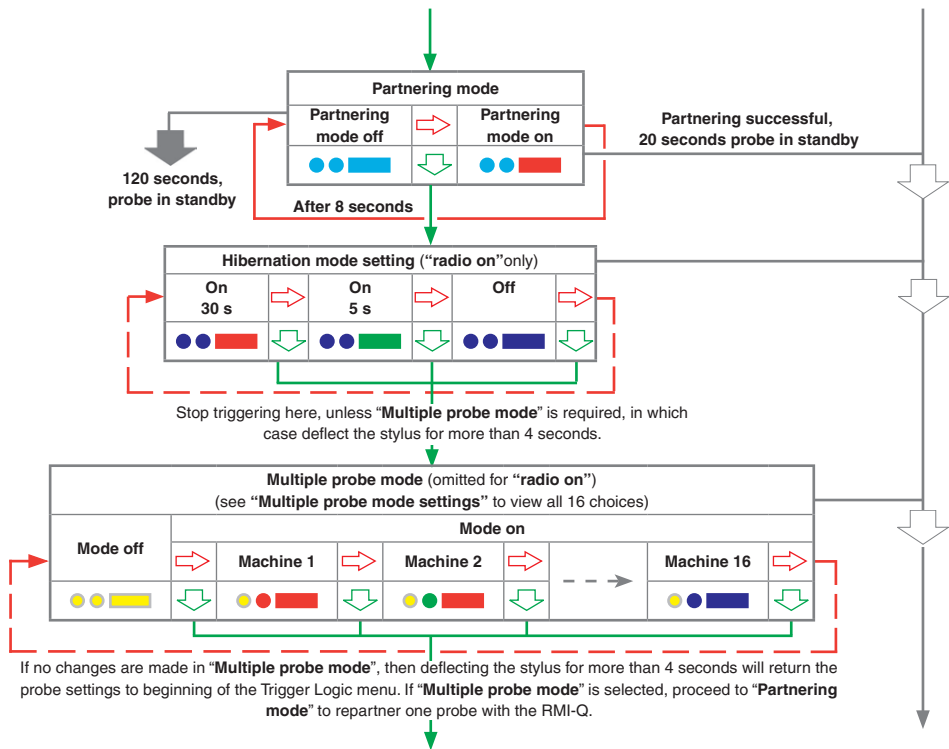 Partnering mode
Partnering
mode off
Partnering
mode on
Partnering successful,
20 seconds probe in standby
120 seconds,
probe in standby
After 8 seconds
Hibernation mode setting (“radio on”only)
On
30 s
On
5 s
Off
Stop triggering here, unless “Multiple probe mode” is required, in which
case deflect the stylus for more than 4 seconds.
Multiple probe mode (omitted for “radio on”)
(see “Multiple probe mode settings” to view all 16 choices)
Mode off
Mode on
Machine 1
Machine 2
Machine 16
If no changes are made in “Multiple probe mode”, then deflecting the stylus for more than 4 seconds will return the
probe settings to beginning of the Trigger Logic menu. If “Multiple probe mode” is selected, proceed to “Partnering
mode” to repartner one probe with the RMI-Q.